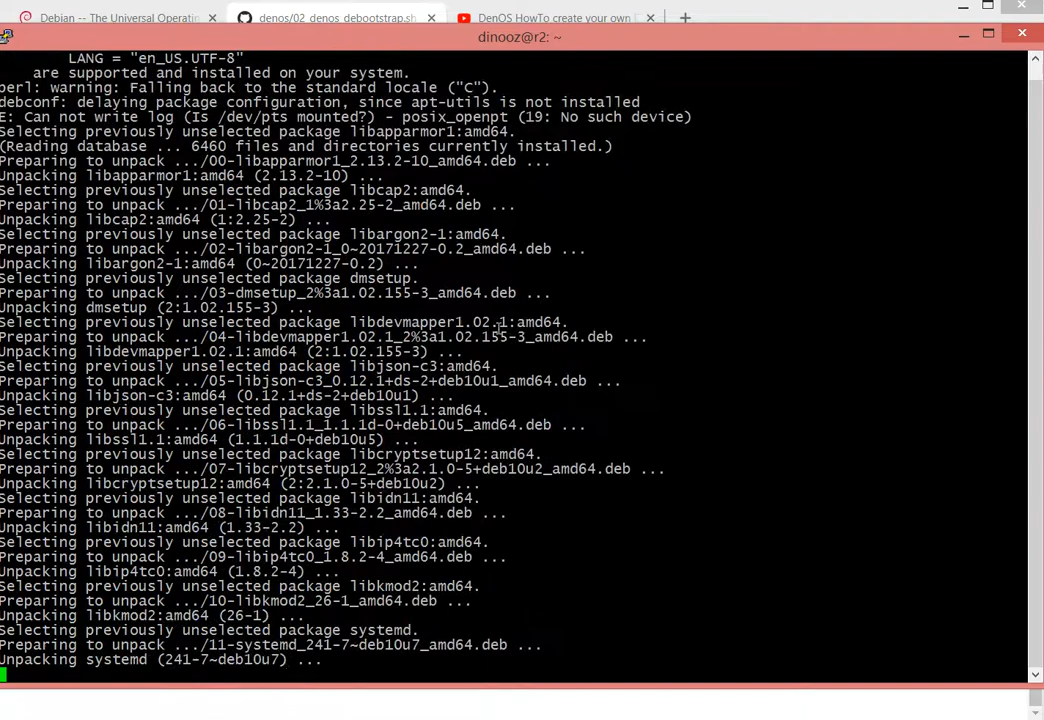 Debian -- The Universal Operatin
denos/02_denos_debootstrap.sh
DenOS HowTo create your own
dinooz@r2: ~
LANG = "en_US.UTF-8"
are supported and installed on your system.
perl: warning: Falling back to the standard locale ("C").
debconf: delaying package configuration, since apt-utils is not installed
E: Can not write log (Is /dev/pts mounted?) - posix_openpt (19: No such device)
Selecting previously unselected package libapparmor1:amd64.
(Reading database ... 6460 files and directories currently installed.)
Preparing to unpack .../00-libapparmor1_2.13.2-10_amd64.deb ...
Unpacking libapparmor1:amd64 (2.13.2-10) ...
Selecting previously unselected package libcap2:amd64.
Preparing to unpack .../01-libcap2_1%3a2.25-2_amd64.deb ...
Unpacking libcap2:amd64 (1:2.25-2) ...
Selecting previously unselected package libargon2-1:amd64.
Preparing to unpack .../02-libargon2-1_0~20171227-0.2_amd64.deb ...
Unpacking libargon2-1:amd64 (0~20171227-0.2) ...
Selecting previously unselected package dmsetup.
Preparing to unpack .../03-dmsetup_2%3a1.02.155-3_amd64.deb ...
Unpacking dmsetup (2:1.02.155-3) ...
Selecting previously unselected package libdevmapper1.02.1:amd64.
Preparing to unpack .../04-libdevmapper1.02.1_2%3a1.02.155-3_amd64.deb ...
Unpacking libdevmapper1.02.1:amd64 (2:1.02.155-3) ...
Selecting previously unselected package libjson-c3:amd64.
Preparing to unpack .../05-libjson-c3_0.12.1+ds-2+deb10u1_amd64.deb ...
Unpacking libjson-c3:amd64 (0.12.1+ds-2+deb10u1) ...
Selecting previously unselected package libssl1.1:amd64.
Preparing to unpack .../06-libssl1.1_1.1.1d-0+deb10u5_amd64.deb ...
Unpacking libssl1.1:amd64 (1.1.1d-0+deb10u5) ...
Selecting previously unselected package libcryptsetup12:amd64.
Preparing to unpack .../07-libcryptsetup12_2%3a2.1.0-5+deb10u2_amd64.deb ...
Unpacking libcryptsetup12:amd64 (2:2.1.0-5+deb10u2) ...
Selecting previously unselected package libidn11:amd64.
Preparing to unpack .../08-libidn11_1.33-2.2_amd64.deb ...
Unpacking libidn11:amd64 (1.33-2.2) ...
Selecting previously unselected package libip4tc0:amd64.
Preparing to unpack .../09-libip4tc0_1.8.2-4_amd64.deb ...
Unpacking libip4tc0:amd64 (1.8.2-4) ...
Selecting previously unselected package libkmod2:amd64.
Preparing to unpack .../10-libkmod2_26-1_amd64.deb ...
Unpacking libkmod2:amd64 (26-1) ...
Selecting previously unselected package systemd.
Preparing to unpack .../11-systemd_241-7~deb10u7_amd64.deb ...
Unpacking systemd (241-7~deb10u7) ...